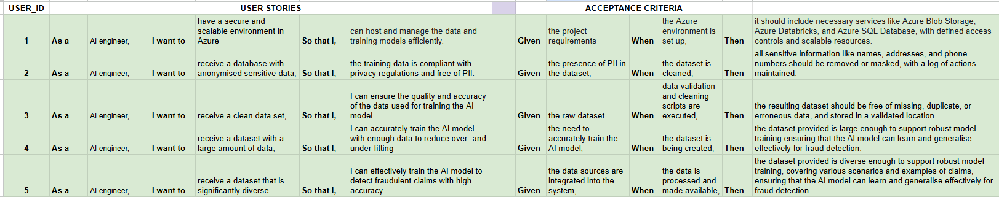 USER_ID USER STORIES ACCEPTANCE CRITERIA
1 As a AI engineer, I want to have a secure and scalable environment in Azure So that I, can host and manage the data and training models efficiently. Given the project requirements When the Azure environment is set up, Then it should include necessary services like Azure Blob Storage, Azure Databricks, and Azure SQL Database, with defined access controls and scalable resources.
2 As a AI engineer, I want to receive a database with anonymised sensitive data, So that I, the training data is compliant with privacy regulations and free of PII. Given the presence of PII in the dataset, When the dataset is cleaned, Then all sensitive information like names, addresses, and phone numbers should be removed or masked, with a log of actions maintained.
3 As a AI engineer, I want to receive a clean data set, So that I, I can ensure the quality and accuracy of the data used for training the AI model Given the raw dataset When data validation and cleaning scripts are executed, Then the resulting dataset should be free of missing, duplicate, or erroneous data, and stored in a validated location.
4 As a AI engineer, I want to receive a dataset with a large amount of data, So that I, I can accurately train the AI model with enough data to reduce over- and under-fitting Given the need to accurately train the AI model, When the dataset is being created, Then the dataset provided is large enough to support robust model training ensuring that the AI model can learn and generalise effectively for fraud detection.
5 As a AI engineer, I want to receive a dataset that is significantly diverse So that I, I can effectively train the AI model to detect fraudulent claims with high accuracy. Given the data sources are integrated into the system, When the data is processed and made available, Then the dataset provided is diverse enough to support robust model training, covering various scenarios and examples of claims, ensuring that the AI model can learn and generalise effectively for fraud detection